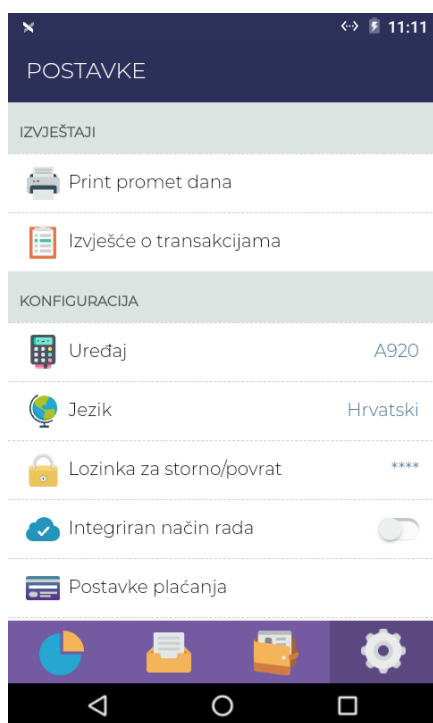 11:11
POSTAVKE
IZVJEŠTAJI
Print promet dana
Izvješće o transakcijama
KONFIGURACIJA
Uređaj A920
Jezik Hrvatski
Lozinka za storno/povrat ****
Integriran način rada
Postavke plaćanja